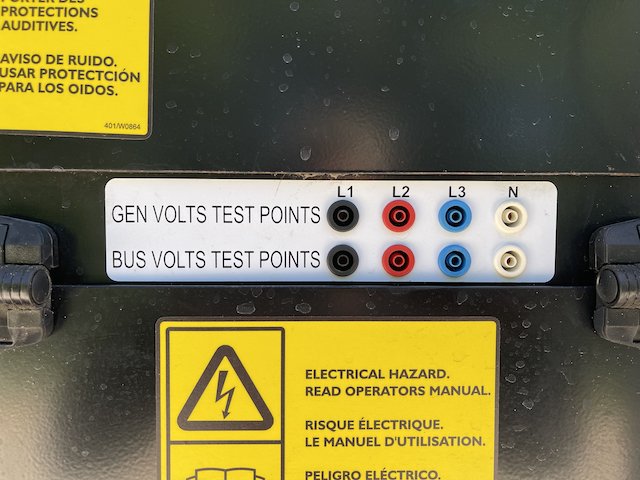 PORTER DES
PROTECTIONS
AUDITIVES.
AVISO DE RUIDO.
USAR PROTECTCIÓN
PARA LOS OIDOS.
401/W0864
L1 L2 L3 N
GEN VOLTS TEST POINTS
BUS VOLTS TEST POINTS
ELECTRICAL HAZARD.
READ OPERATORS MANUAL.
RISQUE ÉLECTRIQUE.
LE MANUEL D'UTILISATION.
PELIGRO ELÉCTRICO.